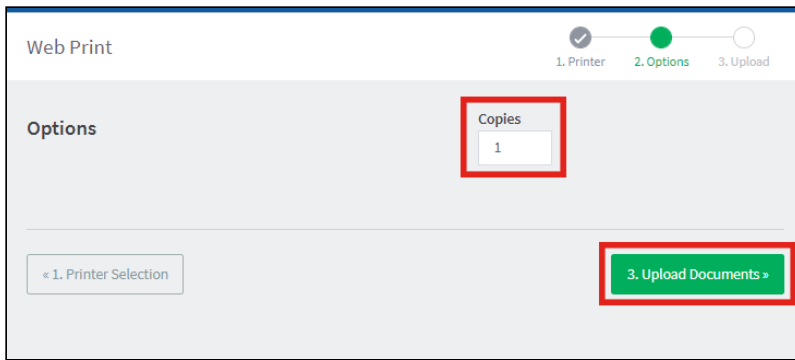 Web Print
1. Printer 2. Options 3. Upload
Options
Copies
1
« 1. Printer Selection
3. Upload Documents »